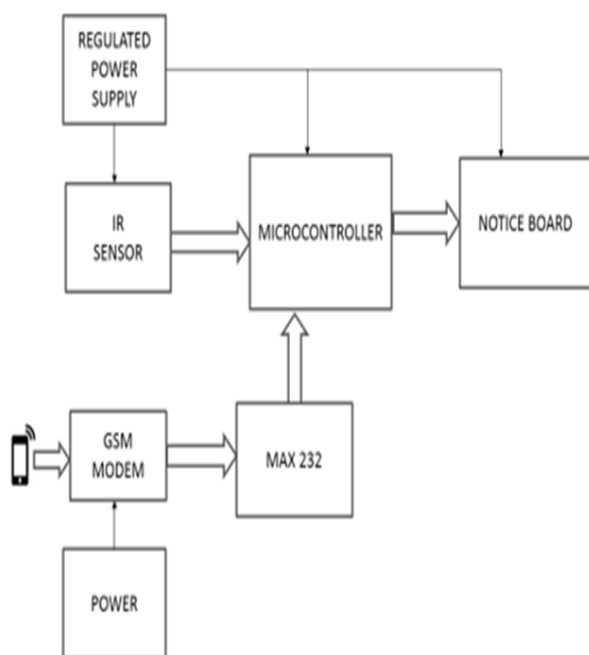 REGULATED
POWER
SUPPLY
IR
SENSOR
MICROCONTROLLER
NOTICE BOARD
GSM
MODEM
MAX 232
POWER